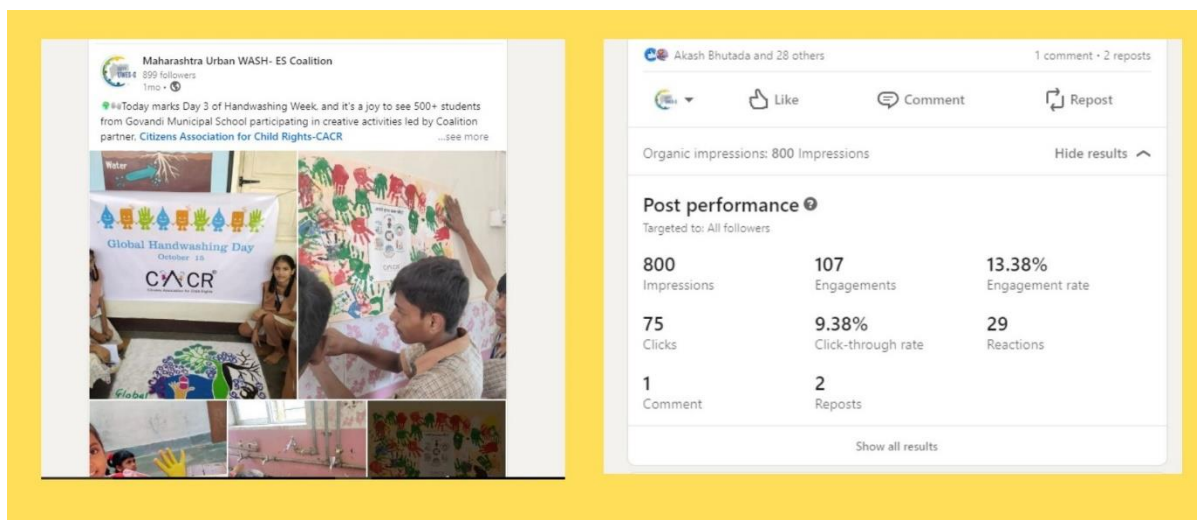 Maharashtra Urban WASH- ES Coalition
899 followers
1mo •
Today marks Day 3 of Handwashing Week, and it's a joy to see 500+ students
from Govandi Municipal School participating in creative activities led by Coalition
partner. Citizens Association for Child Rights-CACR ...see more
Water
Global Handwashing Day
October 15
CACR
Citizens Association for Child Rights
Global
CACR
Akash Bhutada and 28 others 1 comment • 2 reposts
Like Comment Repost
Organic impressions: 800 Impressions Hide results
Post performance
Targeted to: All followers
800 107 13.38%
Impressions Engagements Engagement rate
75 9.38% 29
Clicks Click-through rate Reactions
1 2
Comment Reposts
Show all results